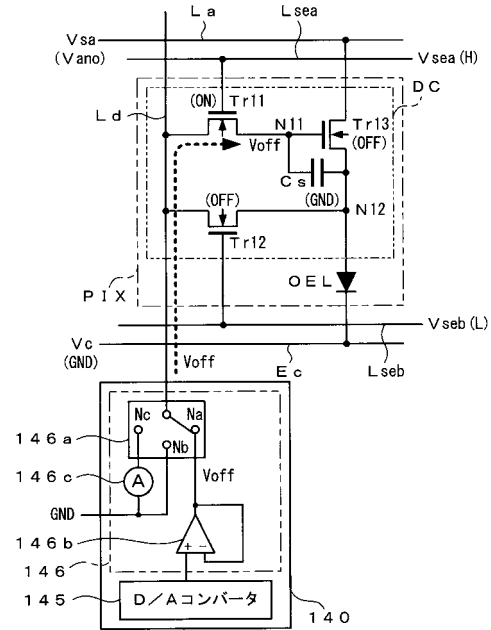 Ｌａ
Ｌsea
Vsa
(Vano)
Vsea(H)
ＤＣ
Ｌｄ
(ON)
Tr11
N11
Tr13
(OFF)
Voff
Ｃｓ
(GND)
(OFF)
N12
Tr12
ＯＥＬ
ＰＩＸ
Vseb(L)
Ｖｃ
(GND)
Voff
Ｅｃ
Ｌseb
Nc
Na
１４６ａ
Nb
１４６ｃ
Ａ
Voff
GND
１４６ｂ
+ -
１４６
１４５
Ｄ／Ａコンバータ
１４０